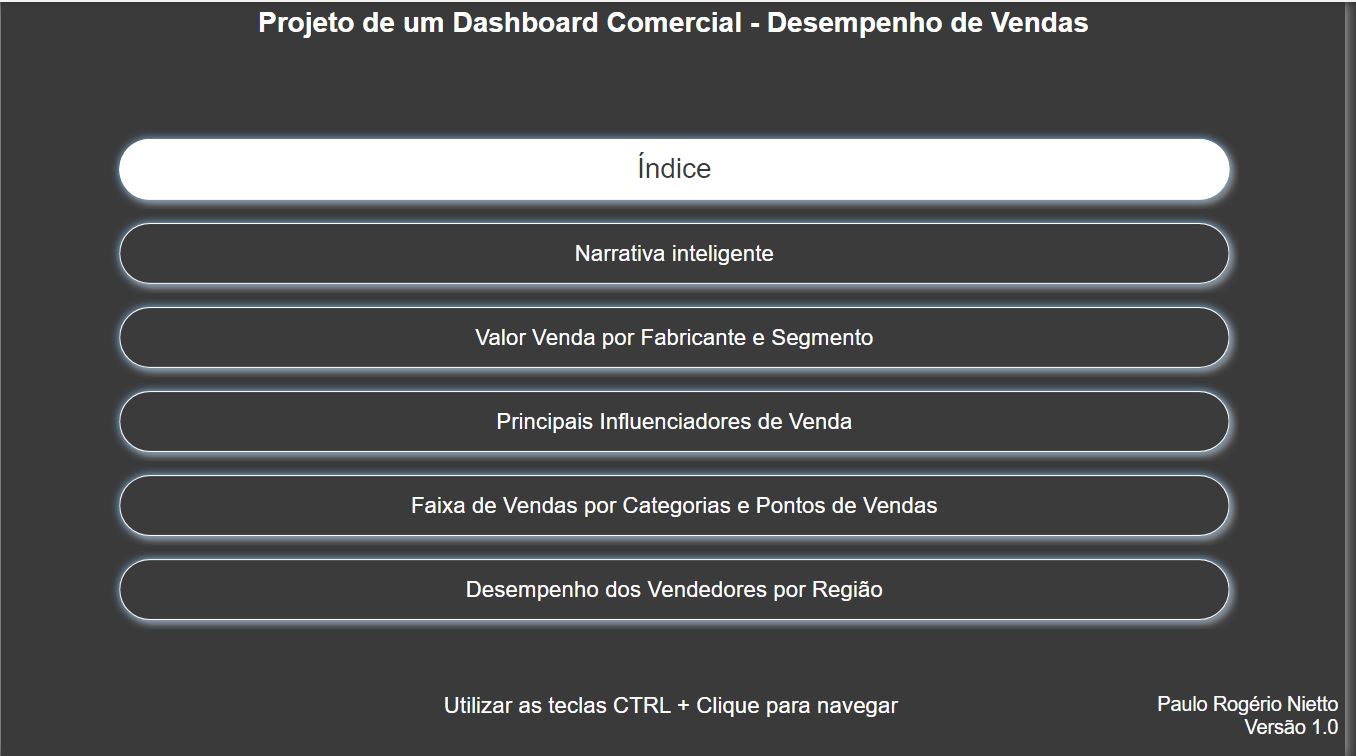 Projeto de um Dashboard Comercial - Desempenho de Vendas
Índice
Narrativa inteligente
Valor Venda por Fabricante e Segmento
Principais Influenciadores de Venda
Faixa de Vendas por Categorias e Pontos de Vendas
Desempenho dos Vendedores por Região
Utilizar as teclas CTRL + Clique para navegar
Paulo Rogério Nietto
Versão 1.0